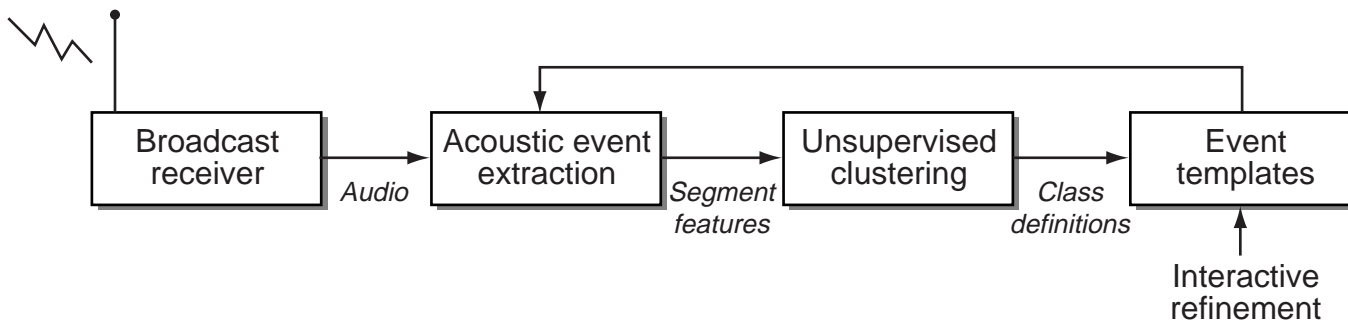 Broadcast
receiver
Audio
Acoustic event
extraction
Segment
features
Unsupervised
clustering
Class
definitions
Event
templates
Interactive
refinement